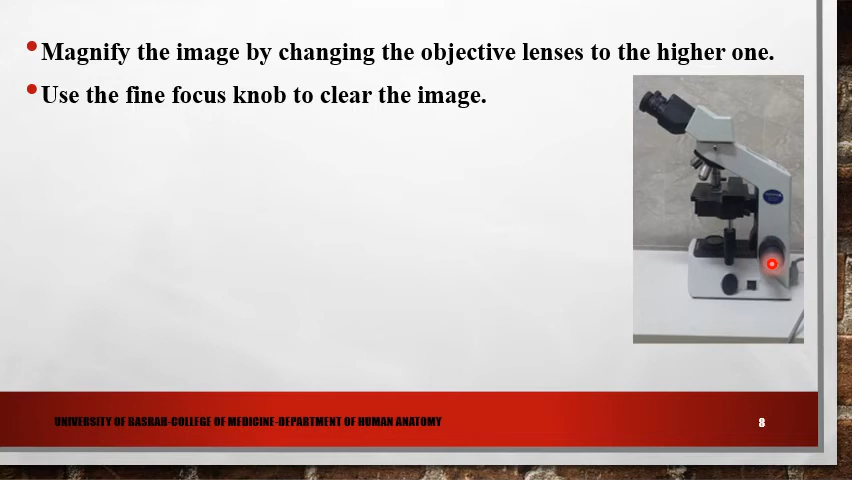 Magnify the image by changing the objective lenses to the higher one.
Use the fine focus knob to clear the image.
UNIVERSITY OF BASRAH-COLLEGE OF MEDICINE-DEPARTMENT OF HUMAN ANATOMY
8